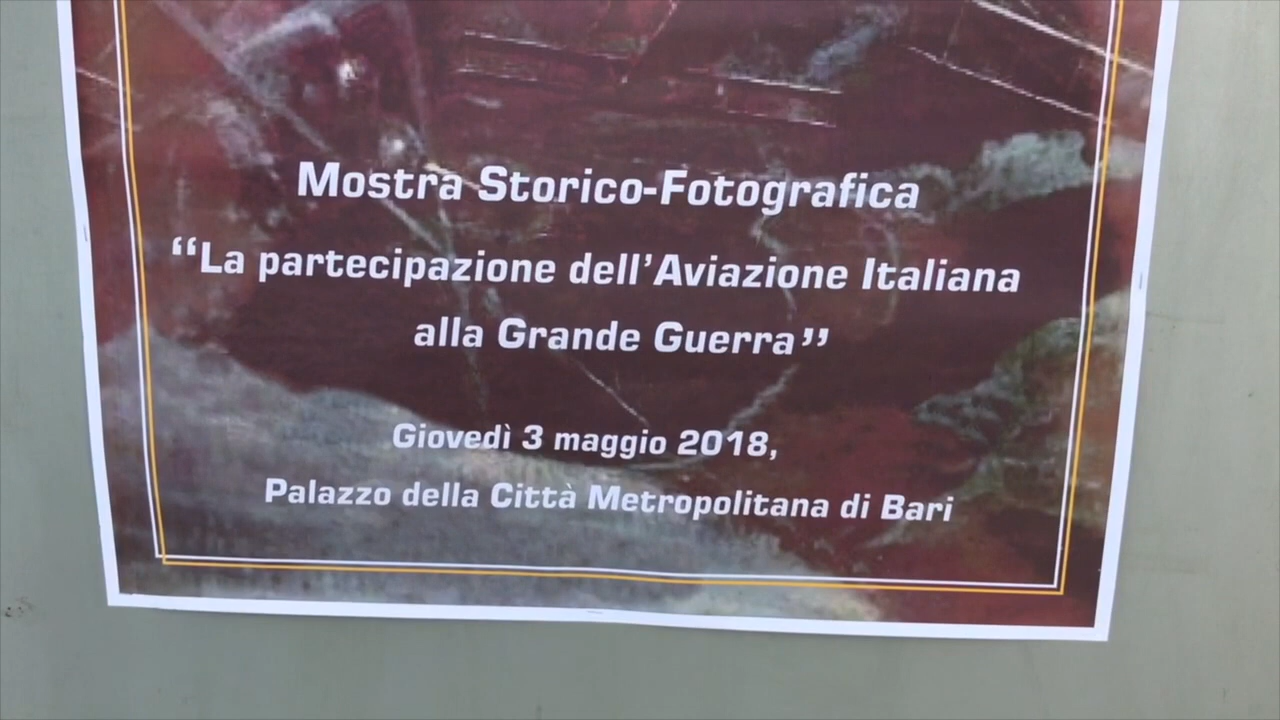 Mostra Storico-Fotografica
“La partecipazione dell’Aviazione Italiana
alla Grande Guerra”
Giovedì 3 maggio 2018,
Palazzo della Città Metropolitana di Bari